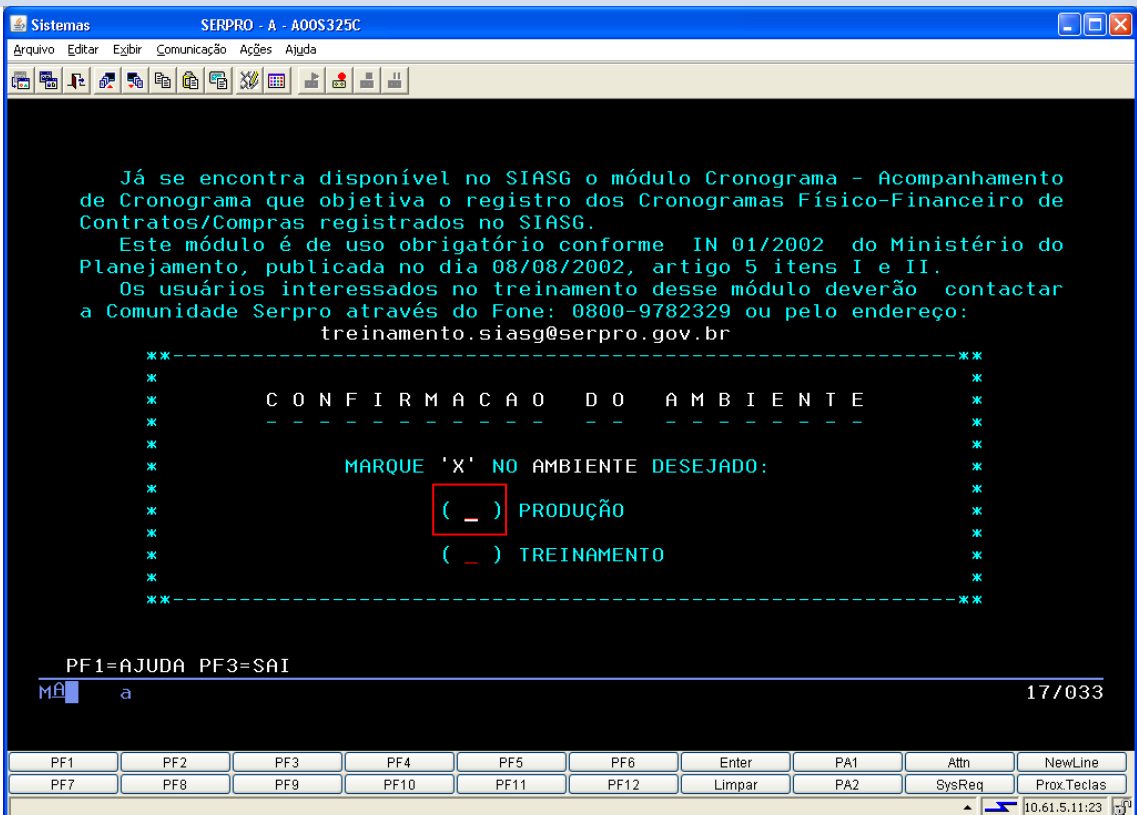 Sistemas SERPRO - A - A00S325C
Arquivo Editar Exibir Comunicação Ações Ajuda
Já se encontra disponível no SIASG o módulo Cronograma - Acompanhamento
de Cronograma que objetiva o registro dos Cronogramas Físico-Financeiro de
Contratos/Compras registrados no SIASG.
Este módulo é de uso obrigatório conforme IN 01/2002 do Ministério do
Planejamento, publicada no dia 08/08/2002, artigo 5 itens I e II.
Os usuários interessados no treinamento desse módulo deverão contactar
a Comunidade Serpro através do Fone: 0800-9782329 ou pelo endereço:
treinamento.siasg@serpro.gov.br
**-----------------------------------------------------------**
* *
* C O N F I R M A C A O D O A M B I E N T E *
* - - - - - - - - - - - - - - - - - - - - - *
* *
* MARQUE 'X' NO AMBIENTE DESEJADO: *
* *
* ( _ ) PRODUÇÃO *
* *
* ( _ ) TREINAMENTO *
* *
**-----------------------------------------------------------**
PF1=AJUDA PF3=SAI
MA a 17/033
PF1 PF2 PF3 PF4 PF5 PF6 Enter PA1 Attn NewLine
PF7 PF8 PF9 PF10 PF11 PF12 Limpar PA2 SysReq Prox.Teclas
10.61.5.11:23